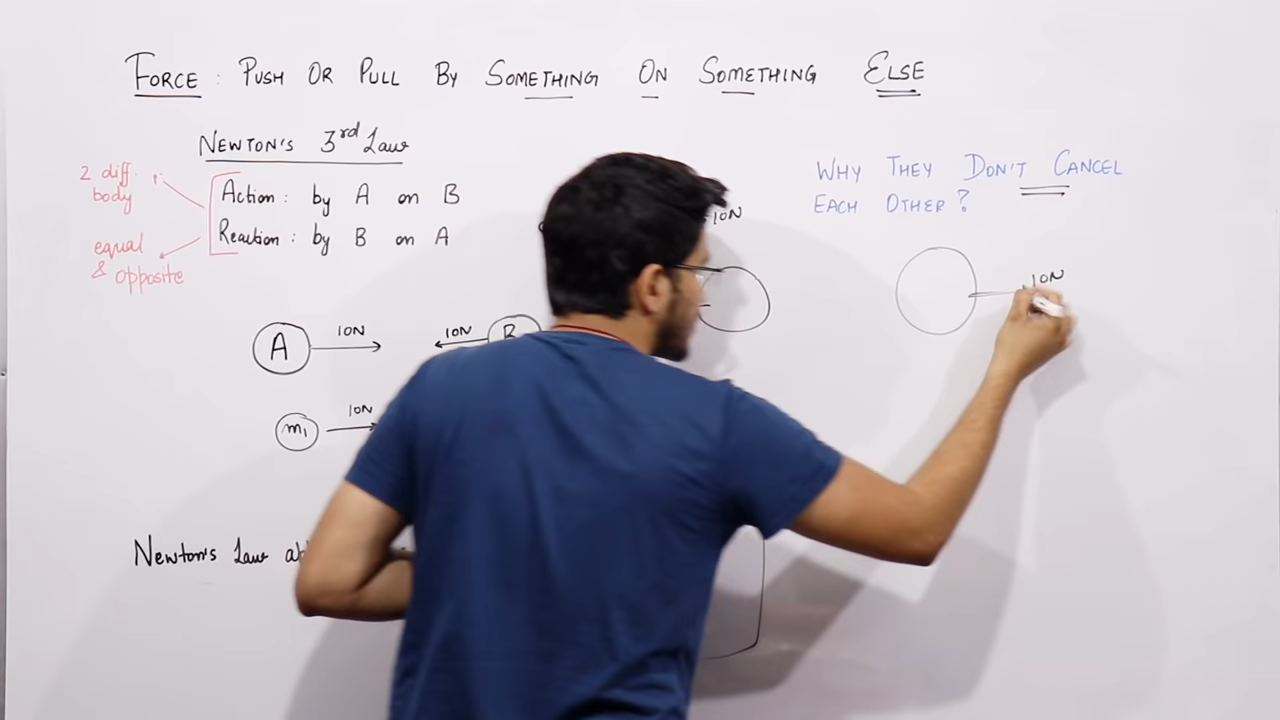 FORCE : PUSH OR PULL BY SOMETHING ON SOMETHING ELSE
NEWTON'S 3rd Law
2 diff
body
Action : by A on B
Reaction : by B on A
equal
& opposite
WHY THEY DON'T CANCEL
EACH OTHER ?
10N
10N
A 10N
10N B
m1 10N
Newton's Law